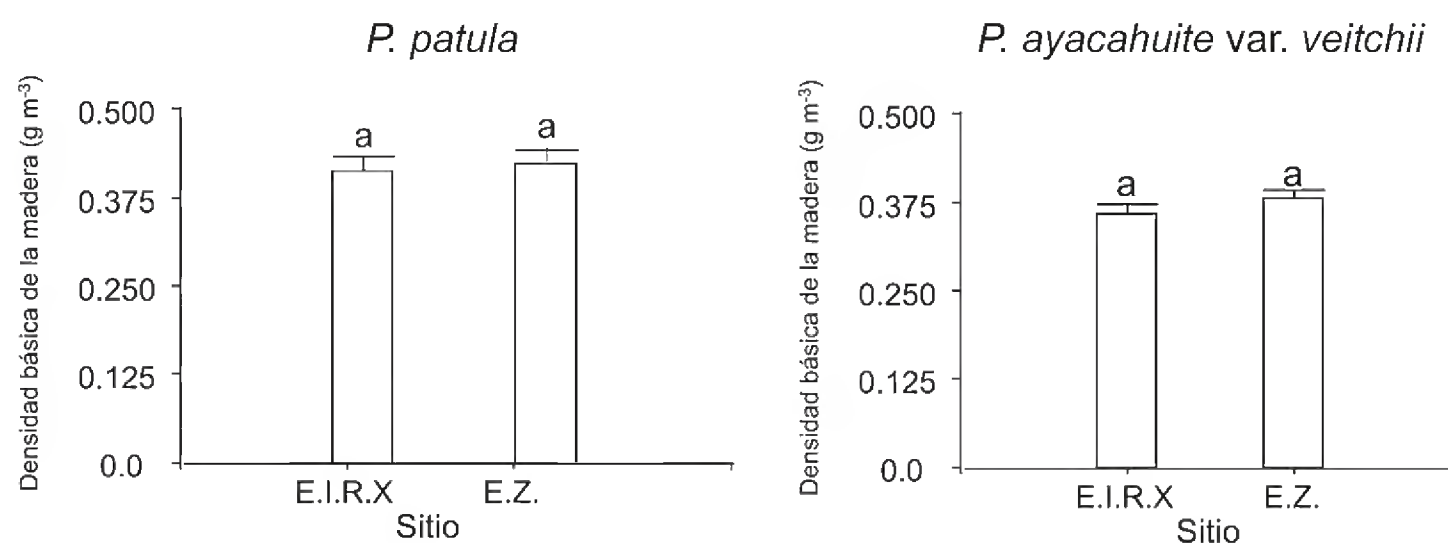 P. patula
Densidad básica de la madera (g m-3)
0.500
0.375
0.250
0.125
0.0
a
a
E.I.R.X
E.Z.
Sitio
P. ayacahuite var. veitchii
Densidad básica de la madera (g m-3)
0.500
0.375
0.250
0.125
0.0
a
a
E.I.R.X
E.Z.
Sitio